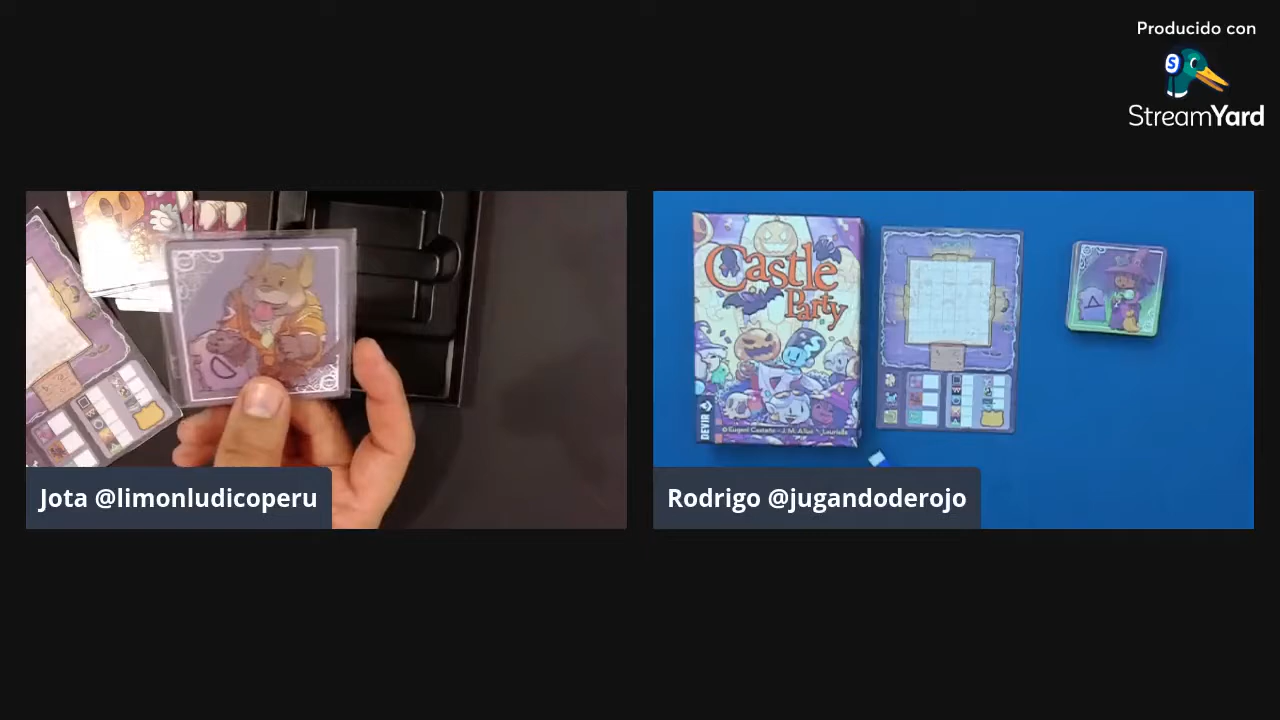 Producido con
S
StreamYard
Castle
Party
DEVIR
Jota @limonludicoperu
Rodrigo @jugandoderojo